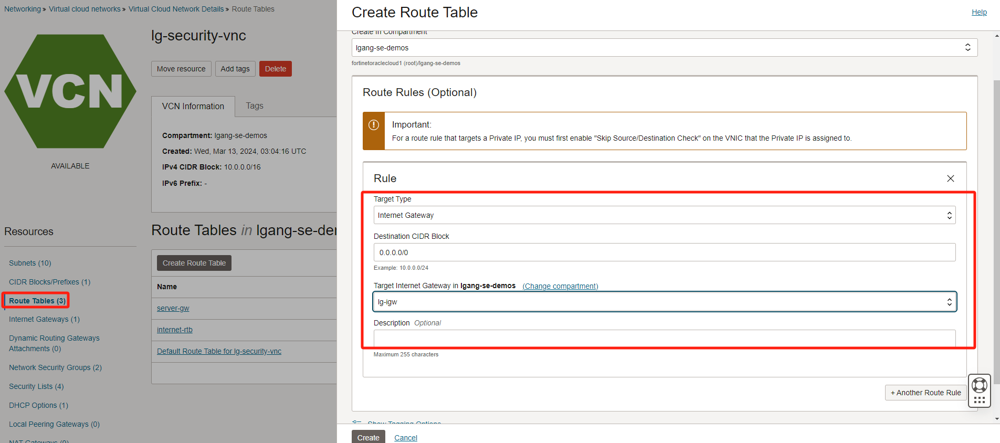 Networking » Virtual cloud networks » Virtual Cloud Network Details » Route Tables
VCN
AVAILABLE
lg-security-vnc
Move resource
Add tags
Delete
VCN Information
Tags
Compartment: lgang-se-demos
Created: Wed, Mar 13, 2024, 03:04:16 UTC
IPv4 CIDR Block: 10.0.0.0/16
IPv6 Prefix: -
Resources
Subnets (10)
CIDR Blocks/Prefixes (1)
Route Tables (3)
Internet Gateways (1)
Dynamic Routing Gateways
Attachments (0)
Network Security Groups (2)
Security Lists (4)
DHCP Options (1)
Local Peering Gateways (0)
NAT Gateways (0)
Route Tables in lgang-se-der
Create Route Table
Name
server-gw
internet-rtb
Default Route Table for lg-security-vnc
Create Route Table
Help
Create In Compartment
lgang-se-demos
fortinetoraclecloud1 (root)/lgang-se-demos
Route Rules (Optional)
Important:
For a route rule that targets a Private IP, you must first enable "Skip Source/Destination Check" on the VNIC that the Private IP is assigned to.
Rule
Target Type
Internet Gateway
Destination CIDR Block
0.0.0.0/0
Example: 10.0.0.0/24
Target Internet Gateway in lgang-se-demos (Change compartment)
lg-igw
Description Optional
Maximum 255 characters
+ Another Route Rule
Show Tagging Options
Create
Cancel